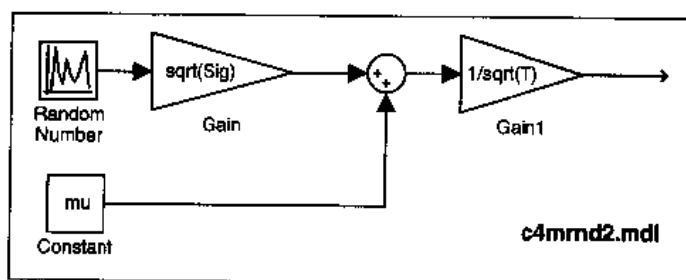 sqrt(Sig)
1/sqrt(T)
+
+
Random
Number
Gain
Gain1
mu
Constant
c4mrnd2.mdl